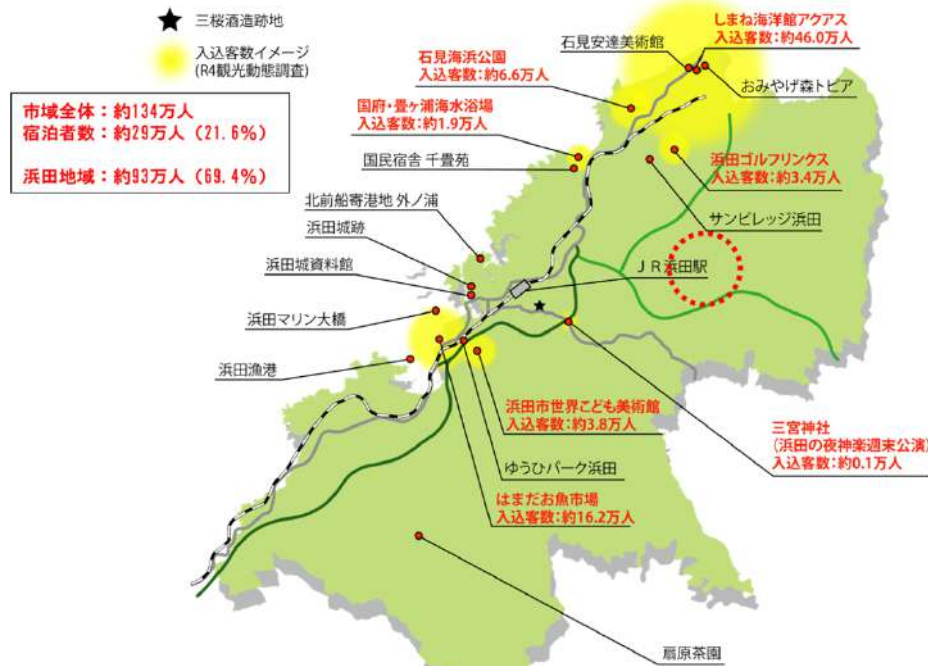 三桜酒造跡地
入込客数イメージ
(R4観光動態調査)
市域全体：約134万人
宿泊者数：約29万人（21.6％）
浜田地域：約93万人（69.4％）
しまね海洋館アクアス
入込客数：約46.0万人
石見安達美術館
おみやげ森トピア
石見海浜公園
入込客数：約6.6万人
国府・畳ヶ浦海水浴場
入込客数：約1.9万人
国民宿舎 千畳苑
浜田ゴルフリンクス
入込客数：約3.4万人
サンビレッジ浜田
北前船寄港地 外ノ浦
浜田城跡
浜田城資料館
ＪＲ浜田駅
浜田マリン大橋
浜田漁港
浜田市世界こども美術館
入込客数：約3.8万人
三宮神社
(浜田の夜神楽週末公演)
入込客数：約0.1万人
ゆうひパーク浜田
はまだお魚市場
入込客数：約16.2万人
扇原茶園